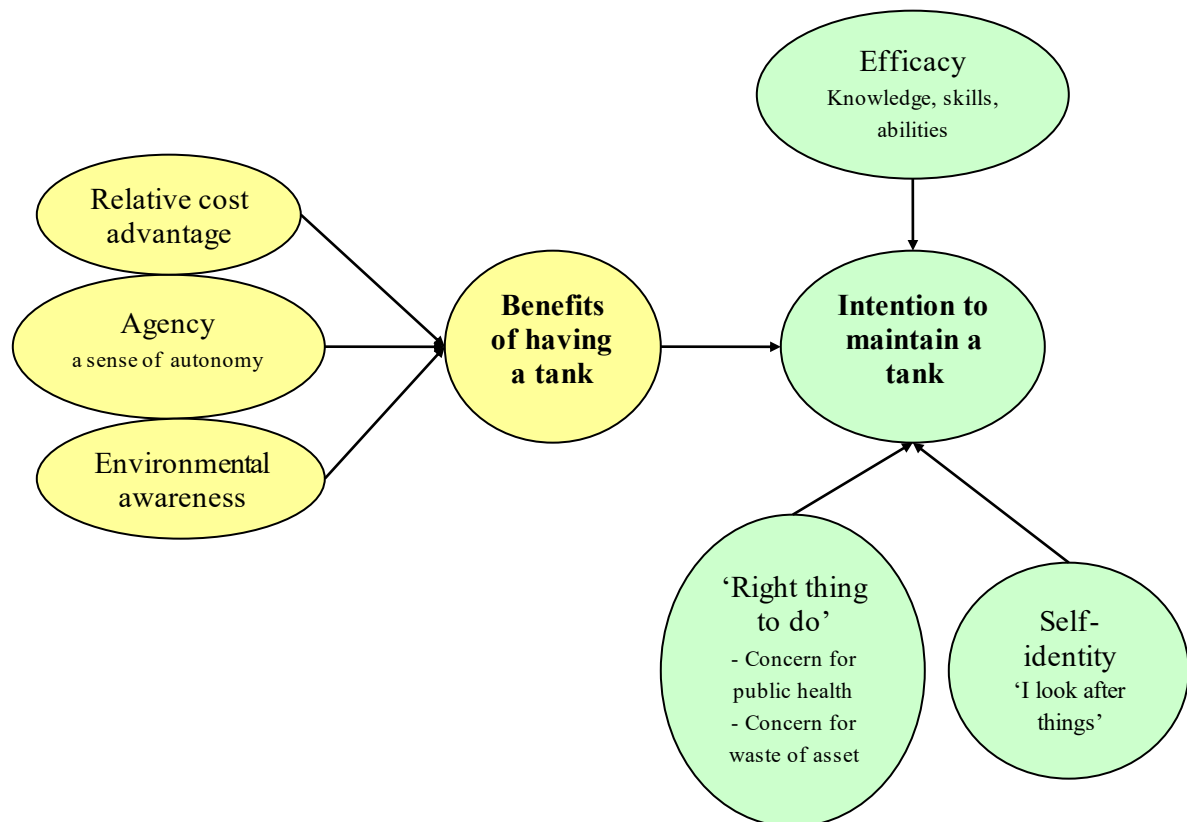 Efficacy
Knowledge, skills,
abilities
Relative cost
advantage
Agency
a sense of autonomy
Environmental
awareness
Benefits
of having
a tank
Intention to
maintain a
tank
‘Right thing
to do’
- Concern for
public health
- Concern for
waste of asset
Self-
identity
‘I look after
things’